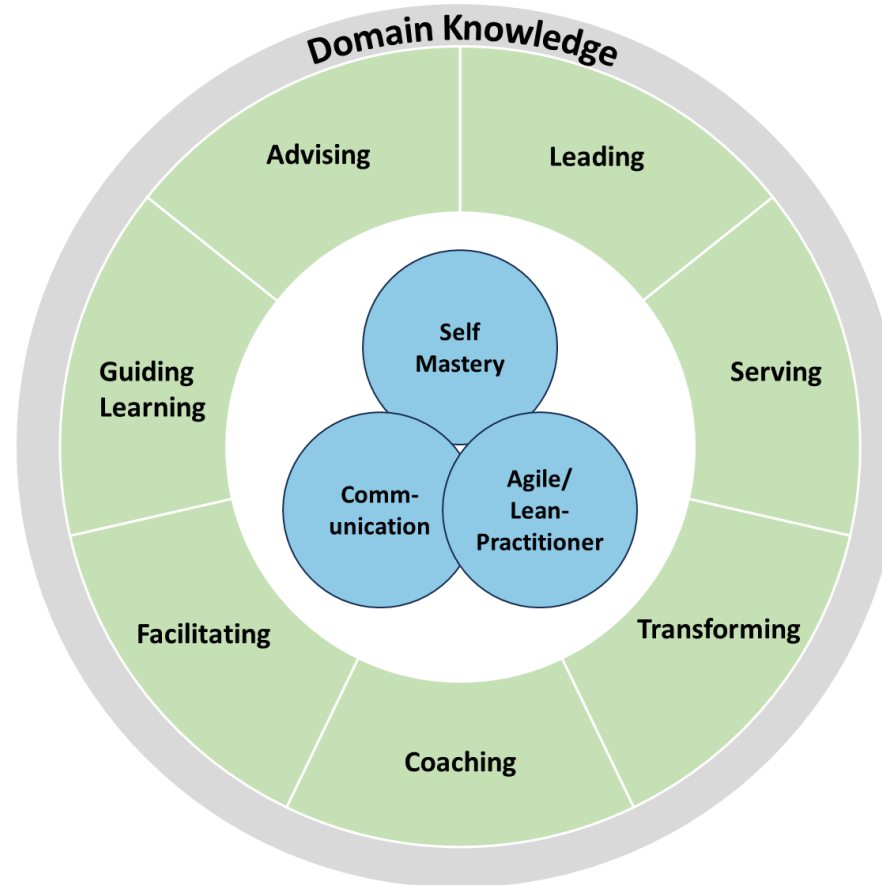 Domain Knowledge
Advising
Leading
Guiding
Learning
Self
Mastery
Serving
Comm-
unication
Agile/
Lean-
Practitioner
Facilitating
Transforming
Coaching